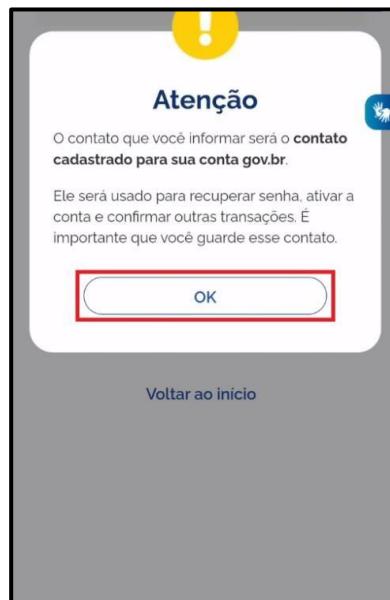 Atenção
O contato que você informar será o contato
cadastrado para sua conta gov.br.
Ele será usado para recuperar senha, ativar a
conta e confirmar outras transações. É
importante que você guarde esse contato.
OK
Voltar ao início